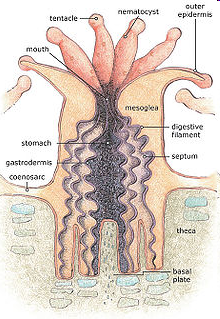 tentacle
nematocyst
outer
epidermis
mouth
mesoglea
digestive
filament
stomach
septum
gastrodermis
coenosarc
theca
basal
plate